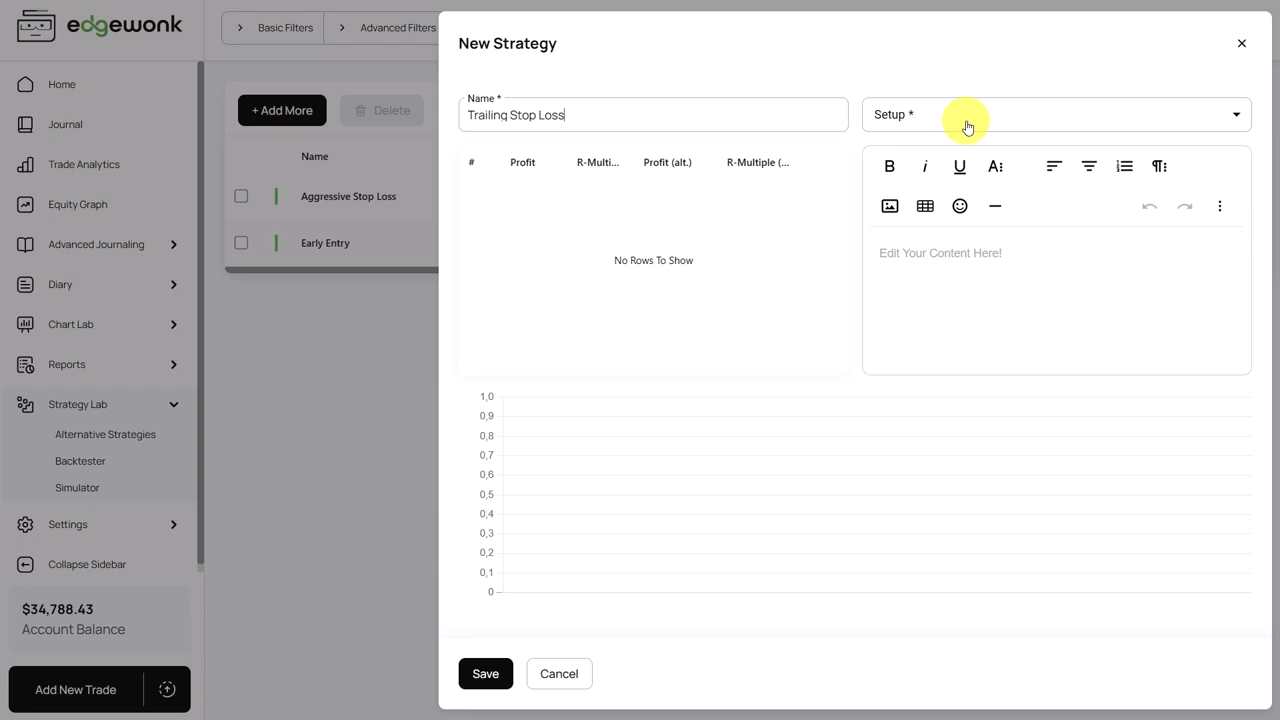 edgewonk
Home
Journal
Trade Analytics
Equity Graph
Advanced Journaling
Diary
Chart Lab
Reports
Strategy Lab
Alternative Strategies
Backtester
Simulator
Settings
Collapse Sidebar
$34,788.43
Account Balance
Add New Trade
Basic Filters
Advanced Filters
+ Add More
Delete
Name
Aggressive Stop Loss
Early Entry
New Strategy
Name *
Trailing Stop Loss
Setup *
# Profit R-Multi... Profit (alt.) R-Multiple (...
No Rows To Show
B i U A
Edit Your Content Here!
1,0
0,9
0,8
0,7
0,6
0,5
0,4
0,3
0,2
0,1
0
Save
Cancel